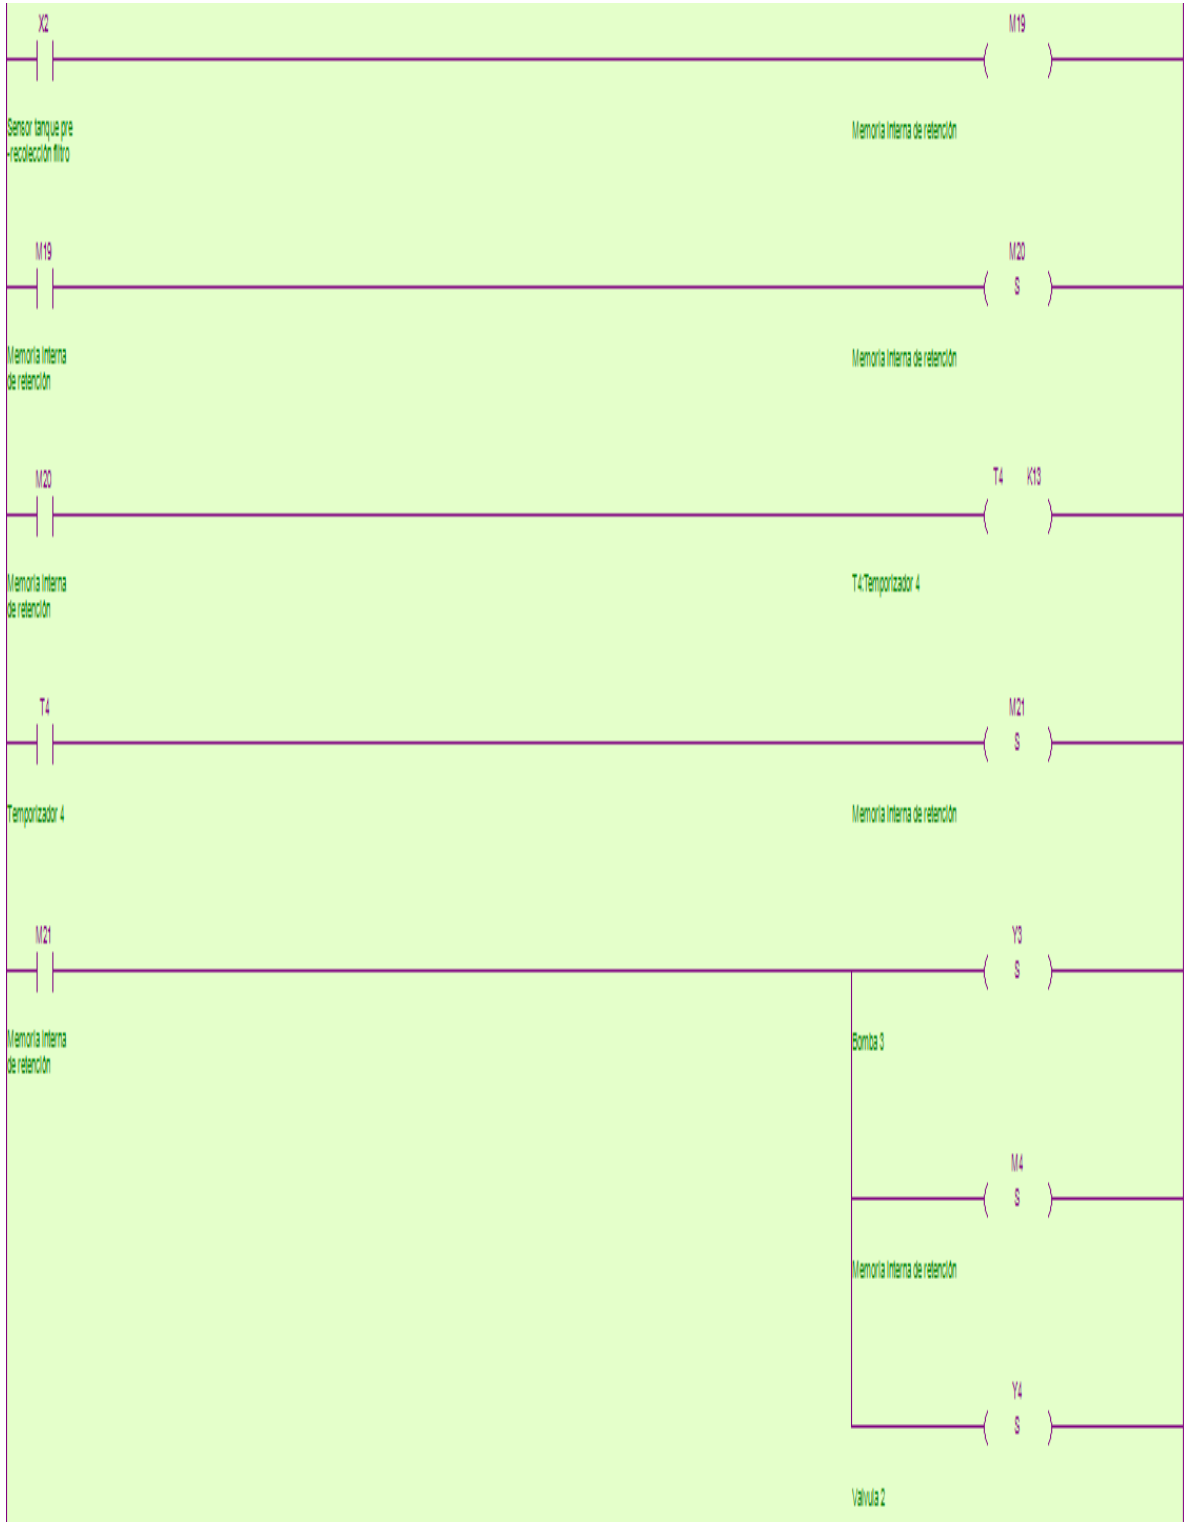 X2
M19
Sensor tanque pre
-recolección filtro
Memoria Interna de retención
M19
M20
S
Memoria Interna
de retención
Memoria Interna de retención
M20
T4 K13
Memoria Interna
de retención
T4:Temporizador 4
T4
M21
S
Temporizador 4
Memoria Interna de retención
M21
Y3
S
Memoria Interna
de retención
Bomba 3
M4
S
Memoria Interna de retención
Y4
S
Valvula 2